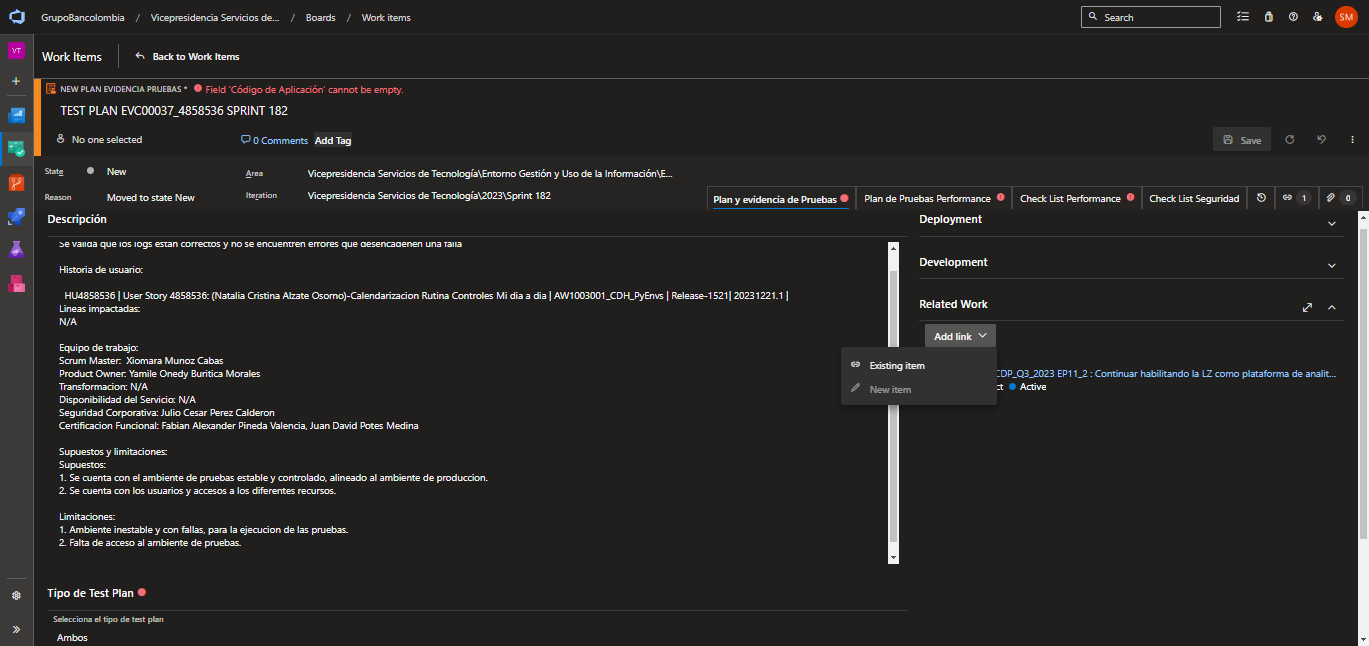 GrupoBancolombia / Vicepresidencia Servicios de... / Boards / Work items
Search
SM
VT
Work Items
Back to Work Items
NEW PLAN EVIDENCIA PRUEBAS * Field 'Código de Aplicación' cannot be empty.
TEST PLAN EVC00037_4858536 SPRINT 182
No one selected
0 Comments
Add Tag
Save
State
New
Area
Vicepresidencia Servicios de Tecnología\Entorno Gestión y Uso de la Información\E...
Reason
Moved to state New
Iteration
Vicepresidencia Servicios de Tecnología\2023\Sprint 182
Plan y evidencia de Pruebas
Plan de Pruebas Performance
Check List Performance
Check List Seguridad
1
0
Descripción
Se valida que los logs estan correctos y no se encuentren errores que desencadenen una falla
Historia de usuario:
HU4858536 | User Story 4858536: (Natalia Cristina Alzate Osorno)-Calendarizacion Rutina Controles Mi dia a dia | AW1003001_CDH_PyEnvs | Release-1521| 20231221.1 |
Lineas impactadas:
N/A
Equipo de trabajo:
Scrum Master:  Xiomara Munoz Cabas
Product Owner: Yamile Onedy Buritica Morales
Transformacion: N/A
Disponibilidad del Servicio: N/A
Seguridad Corporativa: Julio Cesar Perez Calderon
Certificacion Funcional: Fabian Alexander Pineda Valencia, Juan David Potes Medina
Supuestos y limitaciones:
Supuestos:
1. Se cuenta con el ambiente de pruebas estable y controlado, alineado al ambiente de produccion.
2. Se cuenta con los usuarios y accesos a los diferentes recursos.
Limitaciones:
1. Ambiente inestable y con fallas, para la ejecucion de las pruebas.
2. Falta de acceso al ambiente de pruebas.
Tipo de Test Plan
Selecciona el tipo de test plan
Ambos
Deployment
Development
Related Work
Add link
Existing item
New item
CDP_Q3_2023 EP11_2 : Continuar habilitando la LZ como plataforma de analit...
ct
Active